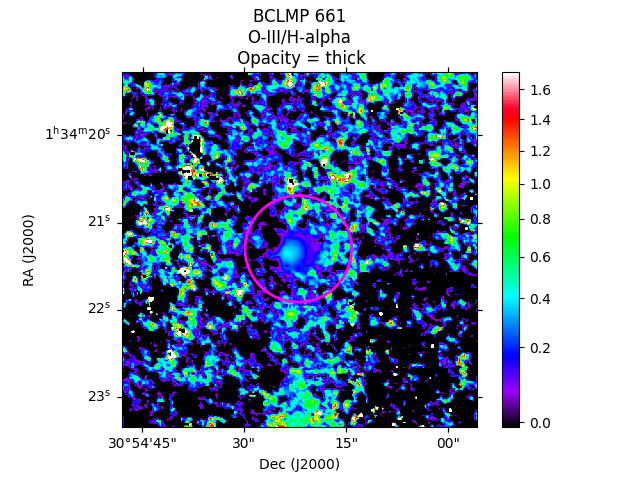 BCLMP 661
O-III/H-alpha
Opacity = thick
1.6
1.4
1.2
1.0
0.8
0.6
0.4
0.2
0.0
1ʰ34ᵐ20ˢ
21ˢ
22ˢ
23ˢ
RA (J2000)
30°54'45" 30" 15" 00"
Dec (J2000)